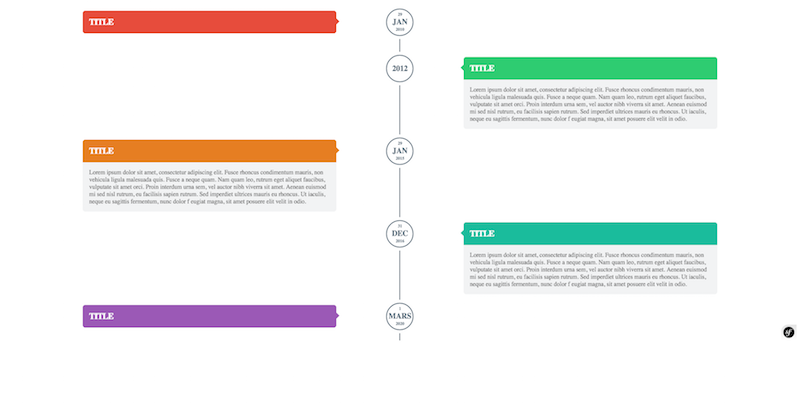 TITLE
29
JAN
2010
2012
TITLE
Lorem ipsum dolor sit amet, consectetur adipiscing elit. Fusce rhoncus condimentum mauris, non
vehicula ligula malesuada quis. Fusce a neque quam. Nam quam leo, rutrum eget aliquet faucibus,
vulputate sit amet orci. Proin interdum urna sem, vel auctor nibh viverra sit amet. Aenean euismod
mi sed nisl rutrum, eu facilisis sapien rutrum. Sed imperdiet ultrices mauris eu rhoncus. Ut iaculis,
neque eu sagittis fermentum, nunc dolor f eugiat magna, sit amet posuere elit velit in odio.
TITLE
Lorem ipsum dolor sit amet, consectetur adipiscing elit. Fusce rhoncus condimentum mauris, non
vehicula ligula malesuada quis. Fusce a neque quam. Nam quam leo, rutrum eget aliquet faucibus,
vulputate sit amet orci. Proin interdum urna sem, vel auctor nibh viverra sit amet. Aenean euismod
mi sed nisl rutrum, eu facilisis sapien rutrum. Sed imperdiet ultrices mauris eu rhoncus. Ut iaculis,
neque eu sagittis fermentum, nunc dolor f eugiat magna, sit amet posuere elit velit in odio.
29
JAN
2013
31
DEC
2014
TITLE
Lorem ipsum dolor sit amet, consectetur adipiscing elit. Fusce rhoncus condimentum mauris, non
vehicula ligula malesuada quis. Fusce a neque quam. Nam quam leo, rutrum eget aliquet faucibus,
vulputate sit amet orci. Proin interdum urna sem, vel auctor nibh viverra sit amet. Aenean euismod
mi sed nisl rutrum, eu facilisis sapien rutrum. Sed imperdiet ultrices mauris eu rhoncus. Ut iaculis,
neque eu sagittis fermentum, nunc dolor f eugiat magna, sit amet posuere elit velit in odio.
TITLE
1
MARS
2020
sf